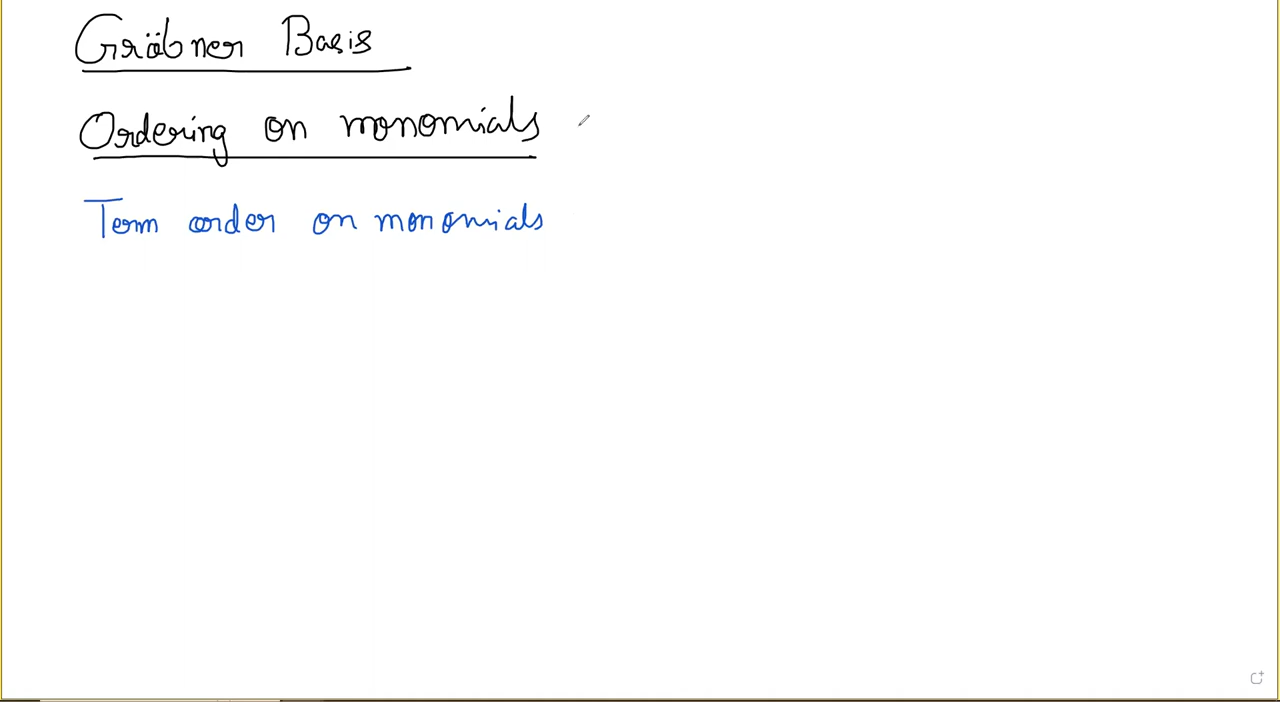 Gröbner Basis
Ordering on monomials
Term order on monomials